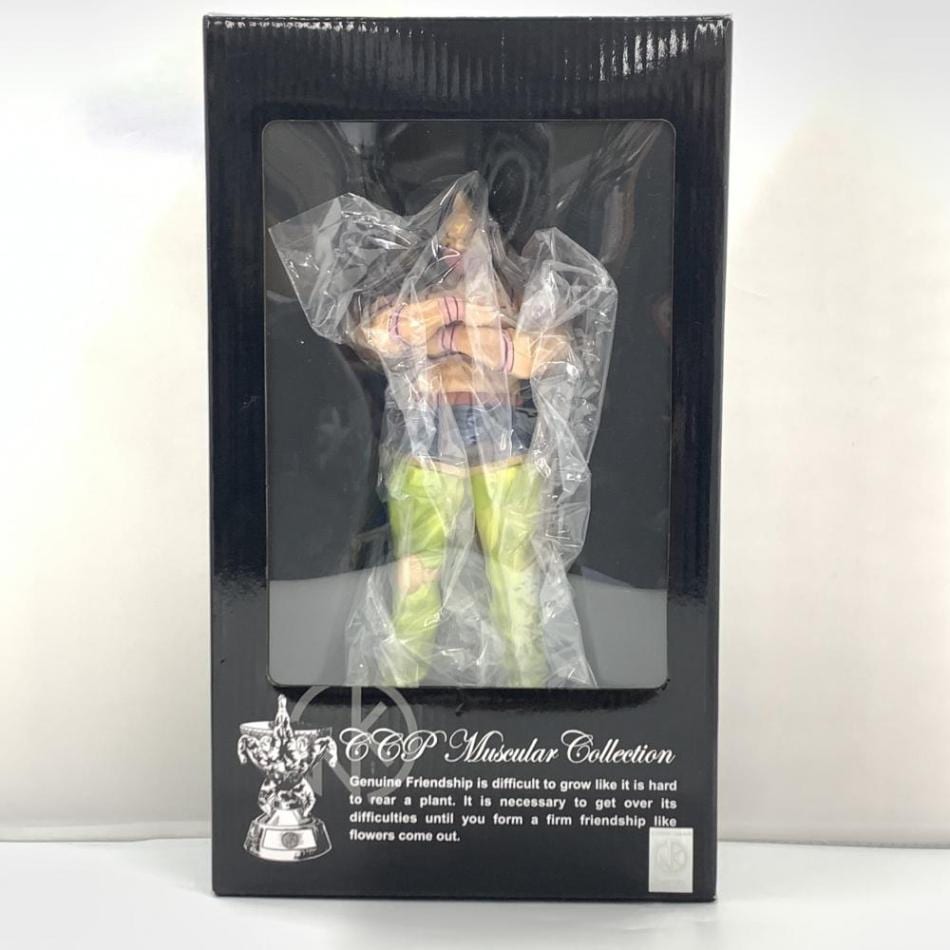 CCP Muscular Collection
Genuine Friendship is difficult to grow like it is hard
to rear a plant. It is necessary to get over its
difficulties until you form a firm friendship like
flowers come out.